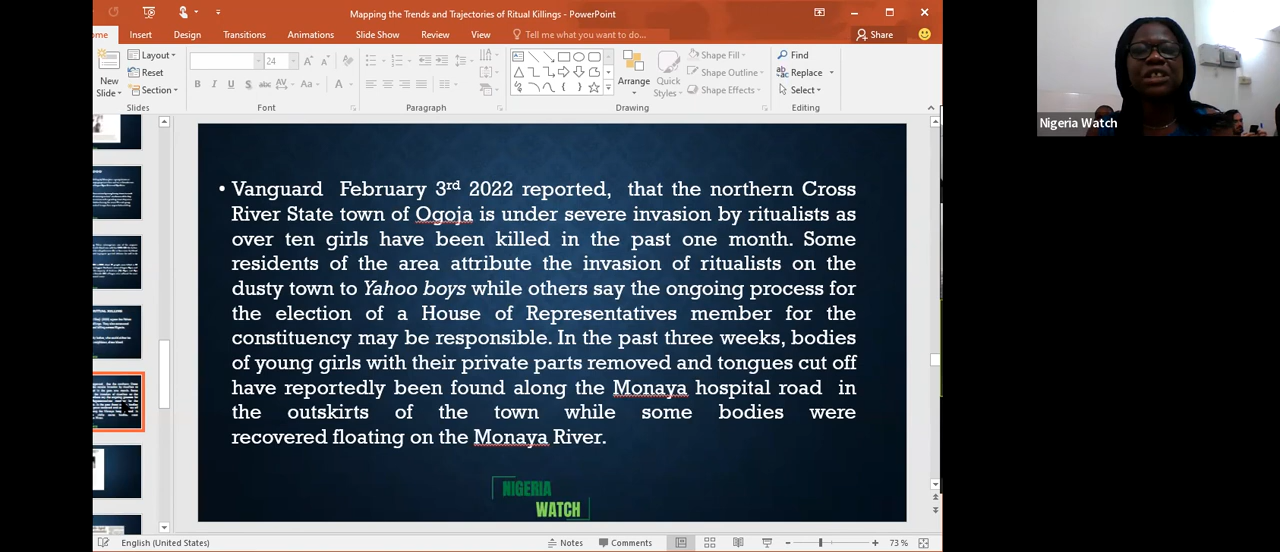 Mapping the Trends and Trajectories of Ritual Killings - PowerPoint
ome Insert Design Transitions Animations Slide Show Review View Tell me what you want to do... Share
New Slide
Layout
Reset
Section
Slides
24
B I U S abc AV Aa A
Font
Paragraph
Arrange
Quick Styles
Shape Fill
Shape Outline
Shape Effects
Drawing
Find
Replace
Select
Editing
Nigeria Watch
• Vanguard February 3rd 2022 reported, that the northern Cross
River State town of Ogoja is under severe invasion by ritualists as
over ten girls have been killed in the past one month. Some
residents of the area attribute the invasion of ritualists on the
dusty town to Yahoo boys while others say the ongoing process for
the election of a House of Representatives member for the
constituency may be responsible. In the past three weeks, bodies
of young girls with their private parts removed and tongues cut off
have reportedly been found along the Monaya hospital road in
the outskirts of the town while some bodies were
recovered floating on the Monaya River.
NIGERIA
WATCH
English (United States) Notes Comments 73 %